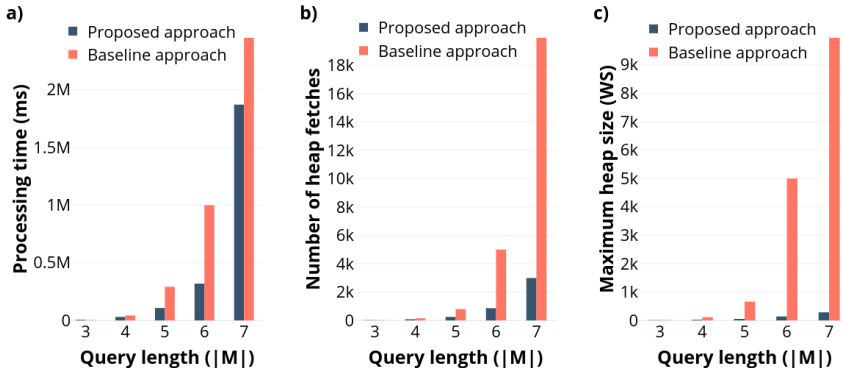 a)
Proposed approach
Baseline approach
Processing time (ms)
2M
1.5M
1M
0.5M
0
3 4 5 6 7
Query length (|M|)
b)
Proposed approach
Baseline approach
Number of heap fetches
18k
16k
14k
12k
10k
8k
6k
4k
2k
0
3 4 5 6 7
Query length (|M|)
c)
Proposed approach
Baseline approach
Maximum heap size (WS)
9k
8k
7k
6k
5k
4k
3k
2k
1k
0
3 4 5 6 7
Query length (|M|)